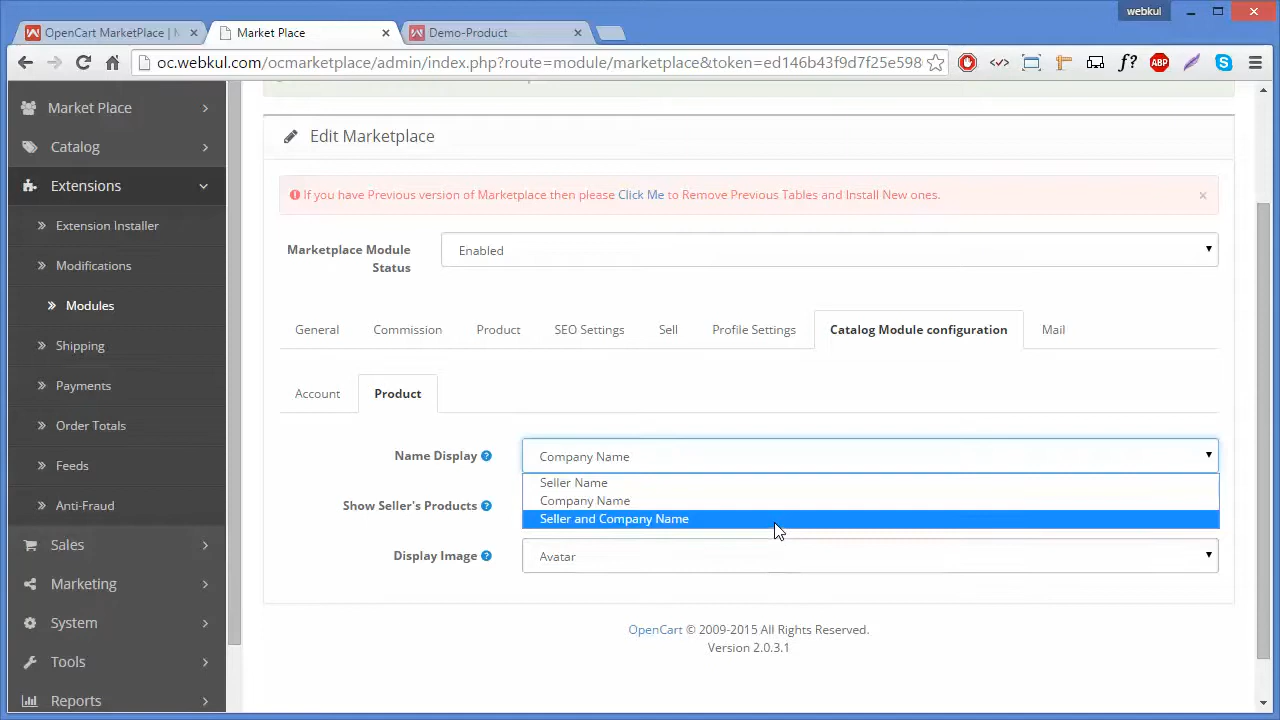 webkul
OpenCart MarketPlace | N
Market Place
Demo-Product
oc.webkul.com/ocmarketplace/admin/index.php?route=module/marketplace&token=ed146b43f9d7f25e598
f?
ABP
Market Place
Catalog
Extensions
Extension Installer
Modifications
Modules
Shipping
Payments
Order Totals
Feeds
Anti-Fraud
Sales
Marketing
System
Tools
Reports
Edit Marketplace
If you have Previous version of Marketplace then please Click Me to Remove Previous Tables and Install New ones.
Marketplace Module
Status
Enabled
General
Commission
Product
SEO Settings
Sell
Profile Settings
Catalog Module configuration
Mail
Account
Product
Name Display
Company Name
Seller Name
Company Name
Seller and Company Name
Show Seller's Products
Display Image
Avatar
OpenCart © 2009-2015 All Rights Reserved.
Version 2.0.3.1